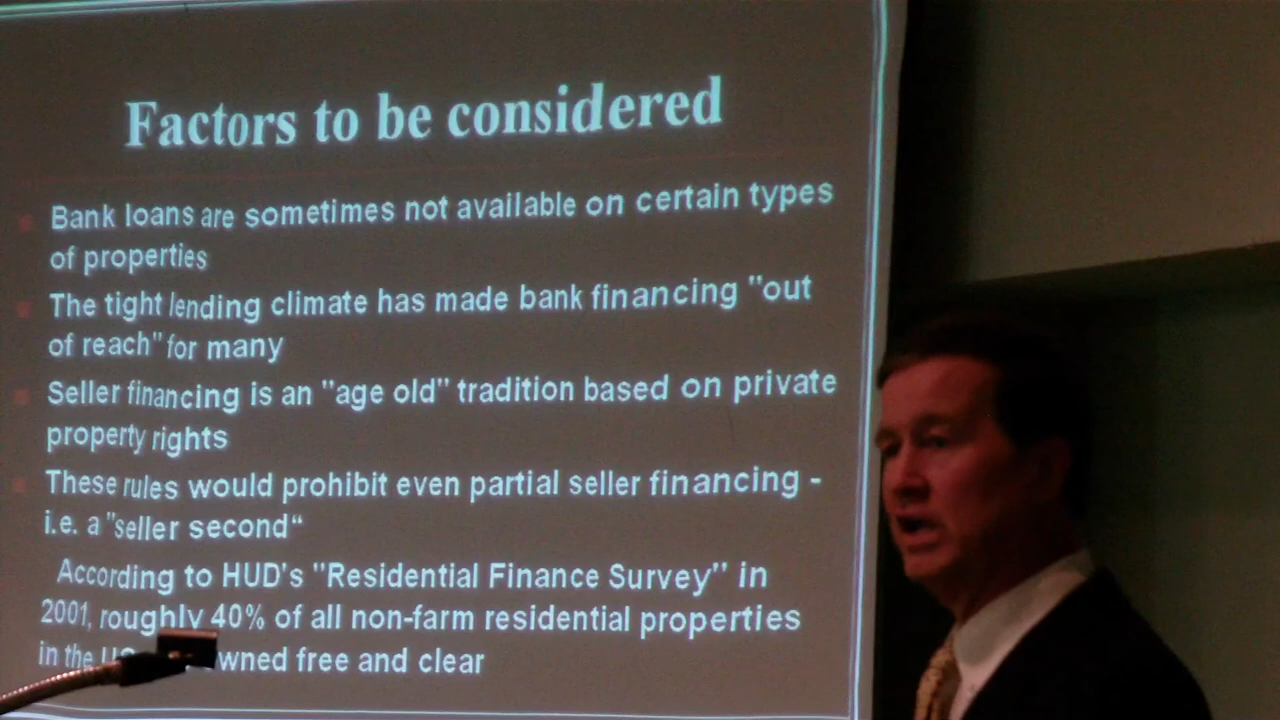 Factors to be considered
Bank loans are sometimes not available on certain types
of properties
The tight lending climate has made bank financing "out
of reach" for many
Seller financing is an "age old" tradition based on private
property rights
These rules would prohibit even partial seller financing -
i.e. a "seller second“
According to HUD's "Residential Finance Survey" in
2001, roughly 40% of all non-farm residential properties
in the free and clear